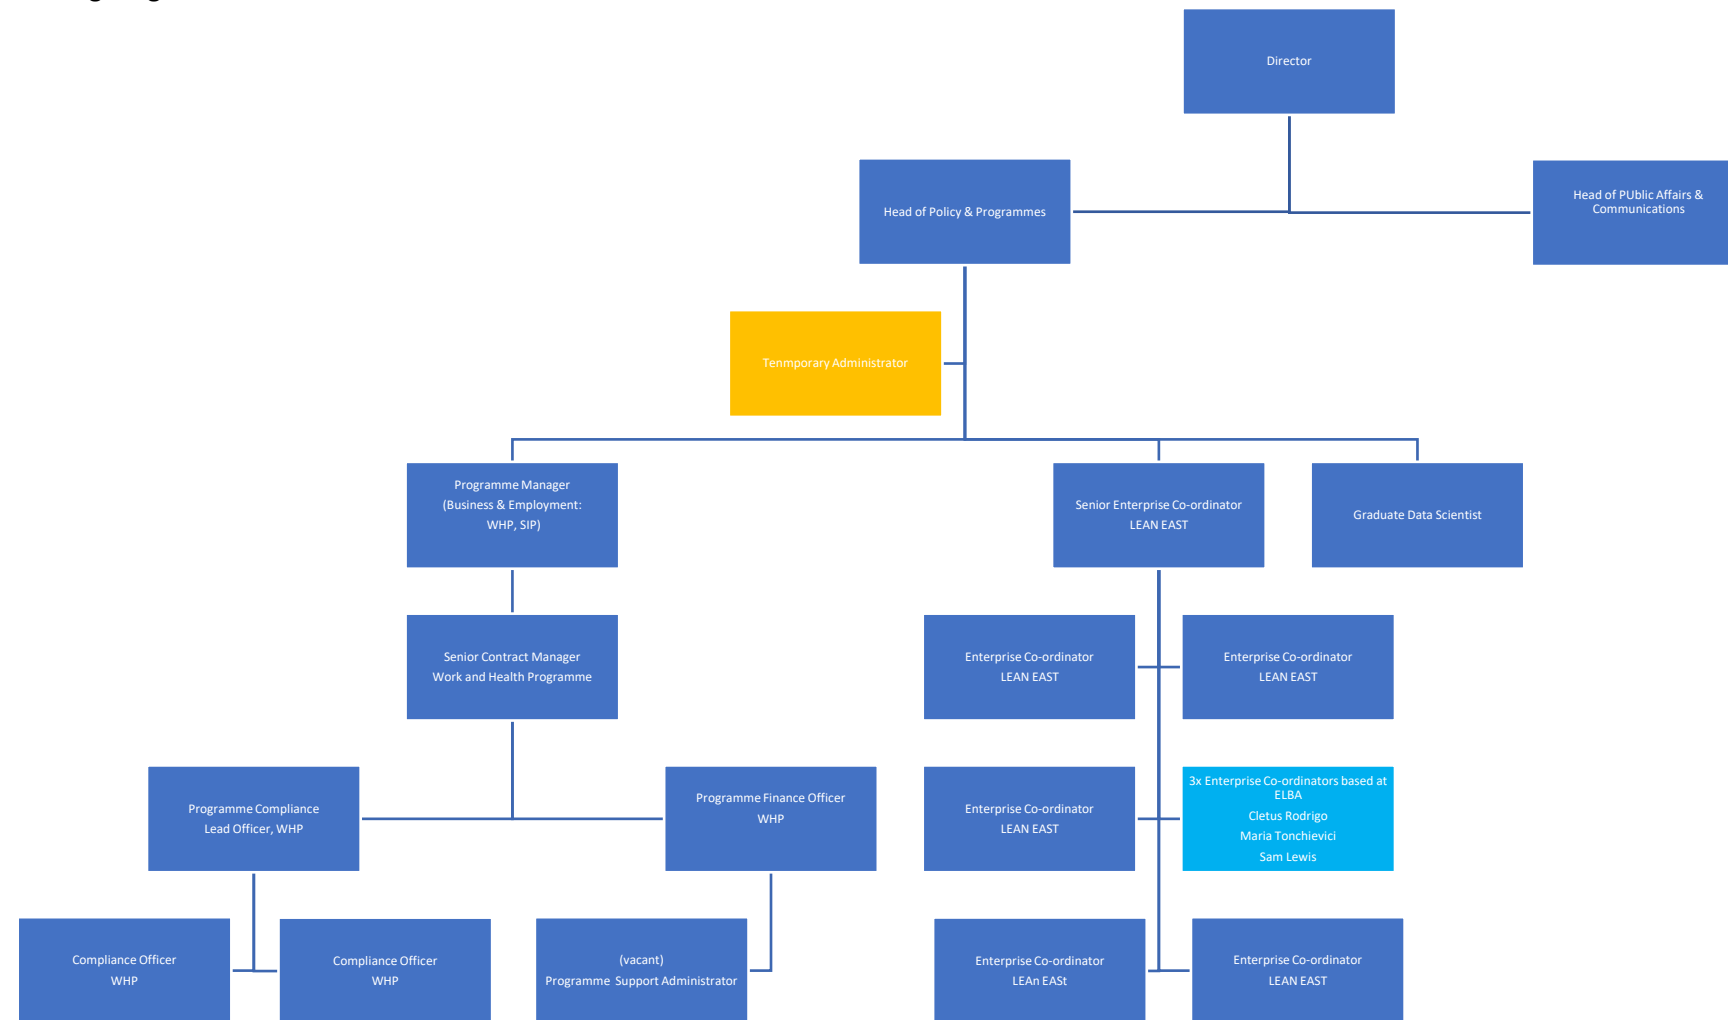 Director
Head of Policy & Programmes
Head of PUblic Affairs &
Communications
Tenmporary Administrator
Programme Manager
(Business & Employment:
WHP, SIP)
Senior Enterprise Co-ordinator
LEAN EAST
Graduate Data Scientist
Senior Contract Manager
Work and Health Programme
Enterprise Co-ordinator
LEAN EAST
Enterprise Co-ordinator
LEAN EAST
Programme Compliance
Lead Officer, WHP
Programme Finance Officer
WHP
Enterprise Co-ordinator
LEAN EAST
3x Enterprise Co-ordinators based at
ELBA
Cletus Rodrigo
Maria Tonchievici
Sam Lewis
Compliance Officer
WHP
Compliance Officer
WHP
(vacant)
Programme  Support Administrator
Enterprise Co-ordinator
LEAn EASt
Enterprise Co-ordinator
LEAN EAST